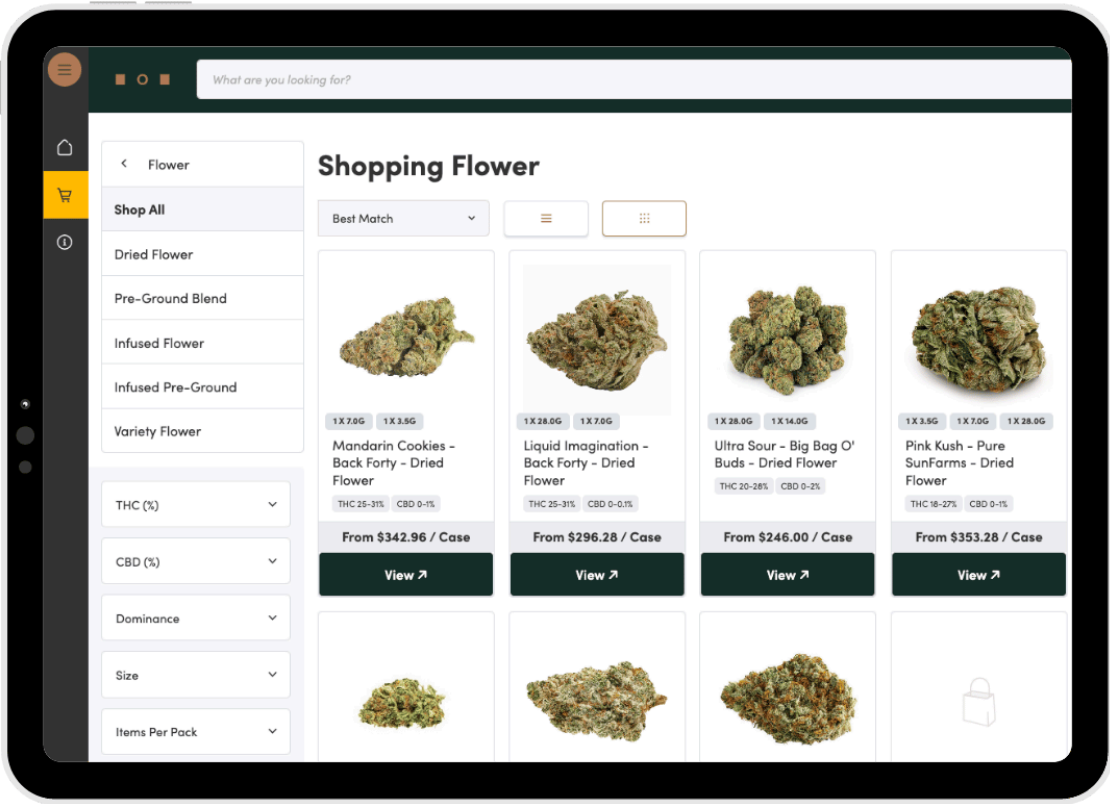 What are you looking for?
Flower
Shop All
Dried Flower
Pre-Ground Blend
Infused Flower
Infused Pre-Ground
Variety Flower
THC (%)
CBD (%)
Dominance
Size
Items Per Pack
Shopping Flower
Best Match
1 X 7.0G 1 X 3.5G
Mandarin Cookies -
Back Forty - Dried
Flower
THC 25-31% CBD 0-1%
From $342.96 / Case
View
1 X 28.0G 1 X 7.0G
Liquid Imagination -
Back Forty - Dried
Flower
THC 25-31% CBD 0-0.1%
From $296.28 / Case
View
1 X 28.0G 1 X 14.0G
Ultra Sour - Big Bag O'
Buds - Dried Flower
THC 20-28% CBD 0-2%
From $246.00 / Case
View
1 X 3.5G 1 X 7.0G 1 X 28.0G
Pink Kush - Pure
SunFarms - Dried
Flower
THC 18-27% CBD 0-1%
From $353.28 / Case
View